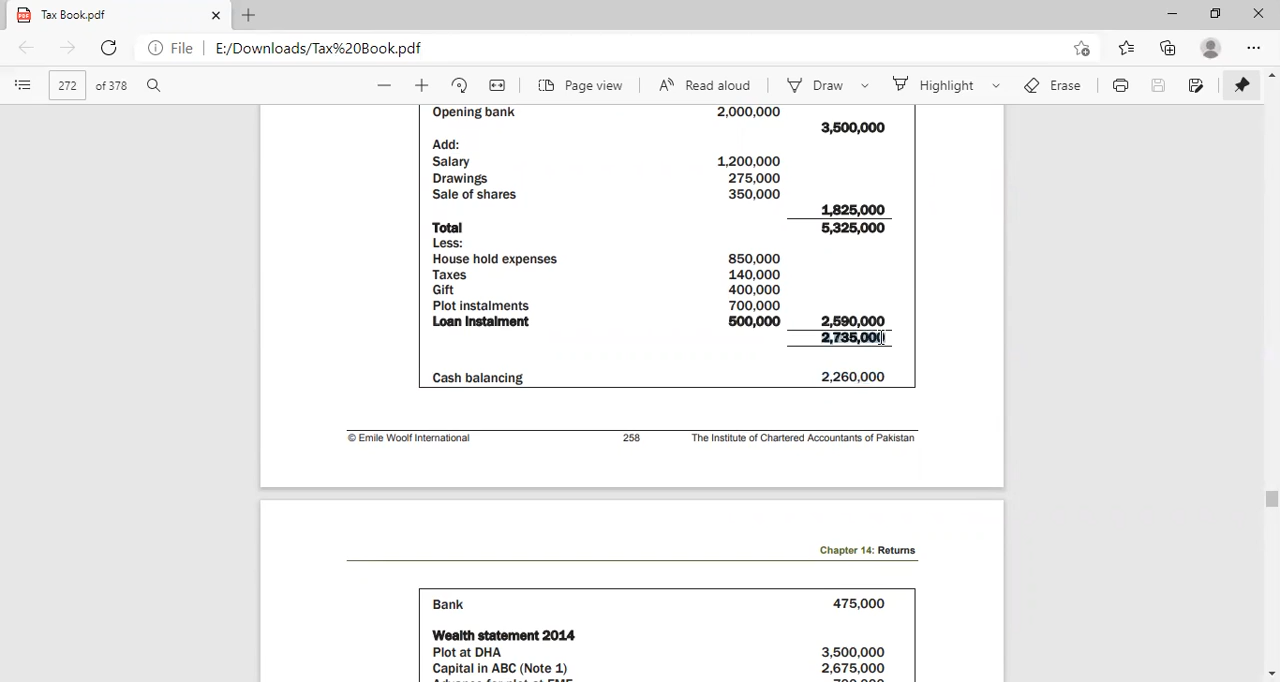 Tax Book.pdf
File E:/Downloads/Tax%20Book.pdf
272 of 378 Page view Read aloud Draw Highlight Erase
Opening bank 2,000,000
3,500,000
Add:
Salary 1,200,000
Drawings 275,000
Sale of shares 350,000
1,825,000
Total 5,325,000
Less:
House hold expenses 850,000
Taxes 140,000
Gift 400,000
Plot instalments 700,000
Loan Instalment 500,000 2,590,000
2,735,000
Cash balancing 2,260,000
© Emile Woolf International 258 The Institute of Chartered Accountants of Pakistan
Chapter 14: Returns
Bank 475,000
Wealth statement 2014
Plot at DHA 3,500,000
Capital in ABC (Note 1) 2,675,000